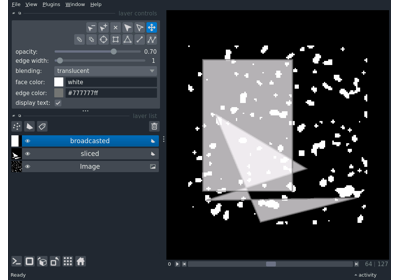 File View Plugins Window Help
layer controls
opacity: 0.70
edge width: 1
blending: translucent
face color: white
edge color: #777777ff
display text:
layer list
broadcasted
sliced
Image
64 127
Ready
activity